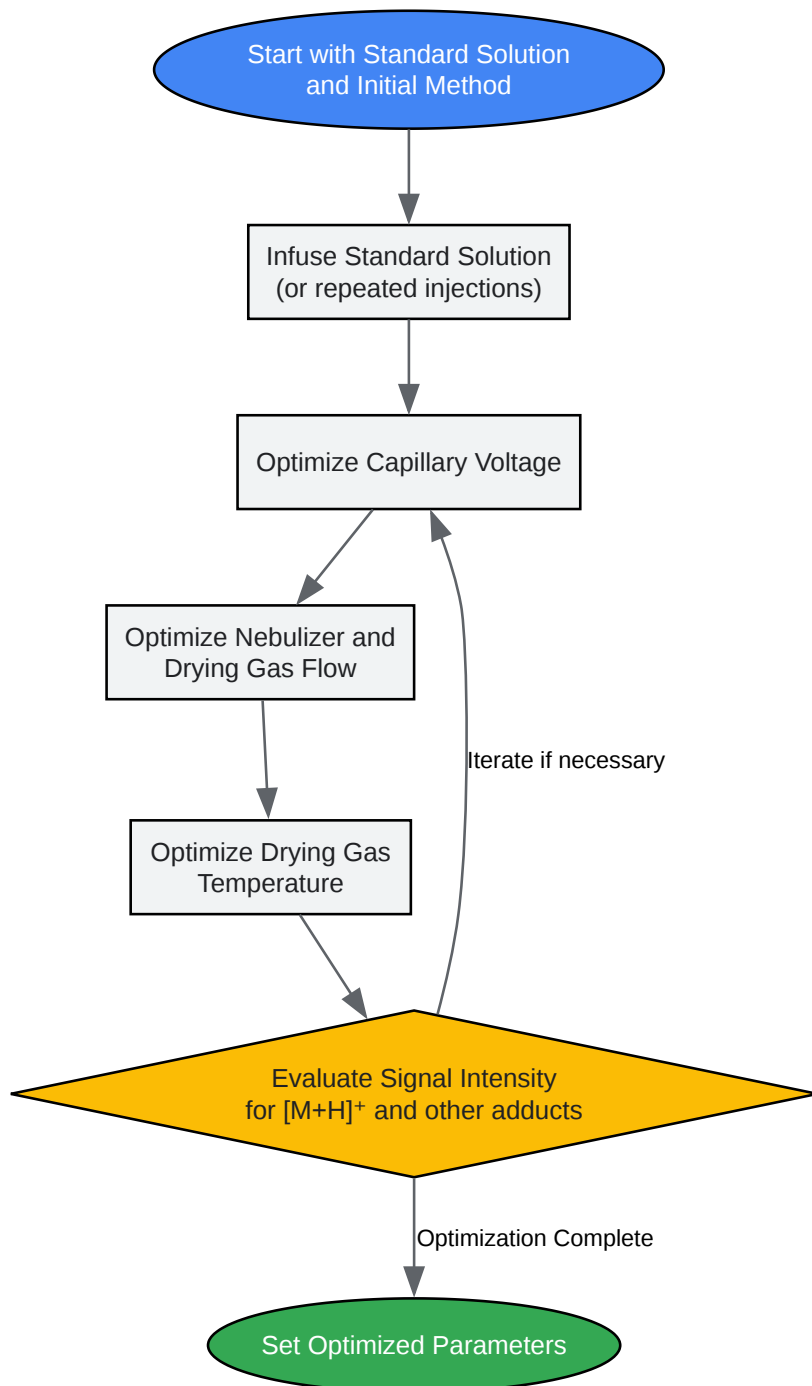 Start with Standard Solution
and Initial Method
Infuse Standard Solution
(or repeated injections)
Optimize Capillary Voltage
Optimize Nebulizer and
Drying Gas Flow
Iterate if necessary
Optimize Drying Gas
Temperature
Evaluate Signal Intensity
for [M+H]⁺ and other adducts
Optimization Complete
Set Optimized Parameters